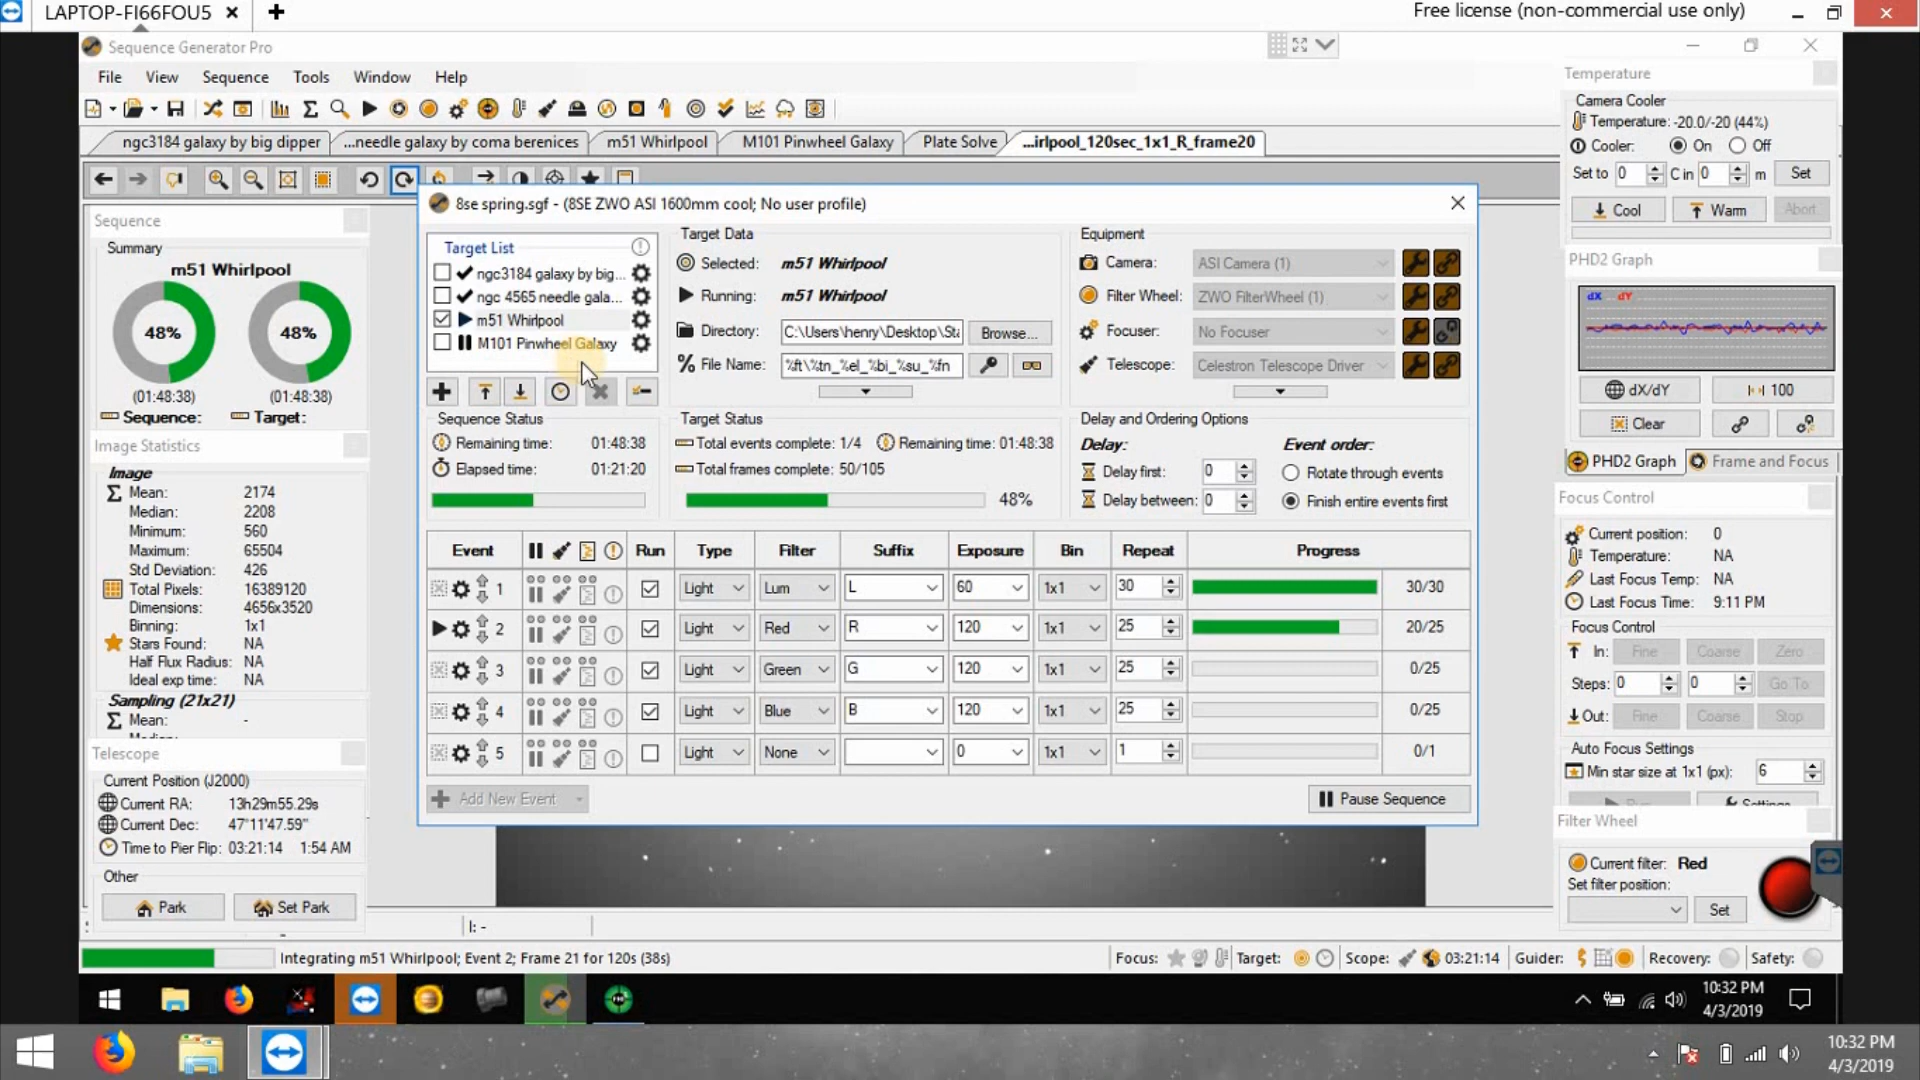 LAPTOP-FI66FOU5
Free license (non-commercial use only)
Sequence Generator Pro
File View Sequence Tools Window Help
ngc3184 galaxy by big dipper
...needle galaxy by coma berenices
m51 Whirlpool
M101 Pinwheel Galaxy
Plate Solve
...irlpool_120sec_1x1_R_frame20
Sequence
Summary
m51 Whirlpool
48% 48%
(01:48:38) (01:48:38)
Sequence: Target:
Image Statistics
Image
Mean: 2174
Median: 2208
Minimum: 560
Maximum: 65504
Std Deviation: 426
Total Pixels: 16389120
Dimensions: 4656x3520
Binning: 1x1
Stars Found: NA
Half Flux Radius: NA
Ideal exp time: NA
Sampling (21x21)
Mean: -
Telescope
Current Position (J2000)
Current RA: 13h29m55.29s
Current Dec: 47°11'47.59"
Time to Pier Flip: 03:21:14 1:54 AM
Other
Park Set Park
8se spring.sgf - (8SE ZWO ASI 1600mm cool; No user profile)
Target List
ngc3184 galaxy by big...
ngc 4565 needle gala...
m51 Whirlpool
M101 Pinwheel Galaxy
Target Data
Selected: m51 Whirlpool
Running: m51 Whirlpool
Directory: C:\Users\henry\Desktop\Sta Browse...
File Name: %ft\%tn_%el_%bi_%su_%fn
Equipment
Camera: ASI Camera (1)
Filter Wheel: ZWO FilterWheel (1)
Focuser: No Focuser
Telescope: Celestron Telescope Driver
Sequence Status
Remaining time: 01:48:38
Elapsed time: 01:21:20
Target Status
Total events complete: 1/4 Remaining time: 01:48:38
Total frames complete: 50/105
48%
Delay and Ordering Options
Delay: Event order:
Delay first: 0 Rotate through events
Delay between: 0 Finish entire events first
Event Run Type Filter Suffix Exposure Bin Repeat Progress
1 Light Lum L 60 1x1 30 30/30
2 Light Red R 120 1x1 25 20/25
3 Light Green G 120 1x1 25 0/25
4 Light Blue B 120 1x1 25 0/25
5 Light None 0 1x1 1 0/1
Add New Event Pause Sequence
Temperature
Camera Cooler
Temperature: -20.0/-20 (44%)
Cooler: On Off
Set to 0 C in 0 m Set
Cool Warm Abort
PHD2 Graph
dX dY
dX/dY 100
Clear
PHD2 Graph Frame and Focus
Focus Control
Current position: 0
Temperature: NA
Last Focus Temp: NA
Last Focus Time: 9:11 PM
Focus Control
In: Fine Coarse Zero
Steps: 0 0 Go To
Out: Fine Coarse Stop
Auto Focus Settings
Min star size at 1x1 (px): 6
Filter Wheel
Current filter: Red
Set filter position:
Set
I: -
Integrating m51 Whirlpool; Event 2; Frame 21 for 120s (38s)
Focus: Target: Scope: 03:21:14 Guider: Recovery: Safety:
10:32 PM
4/3/2019
10:32 PM
4/3/2019